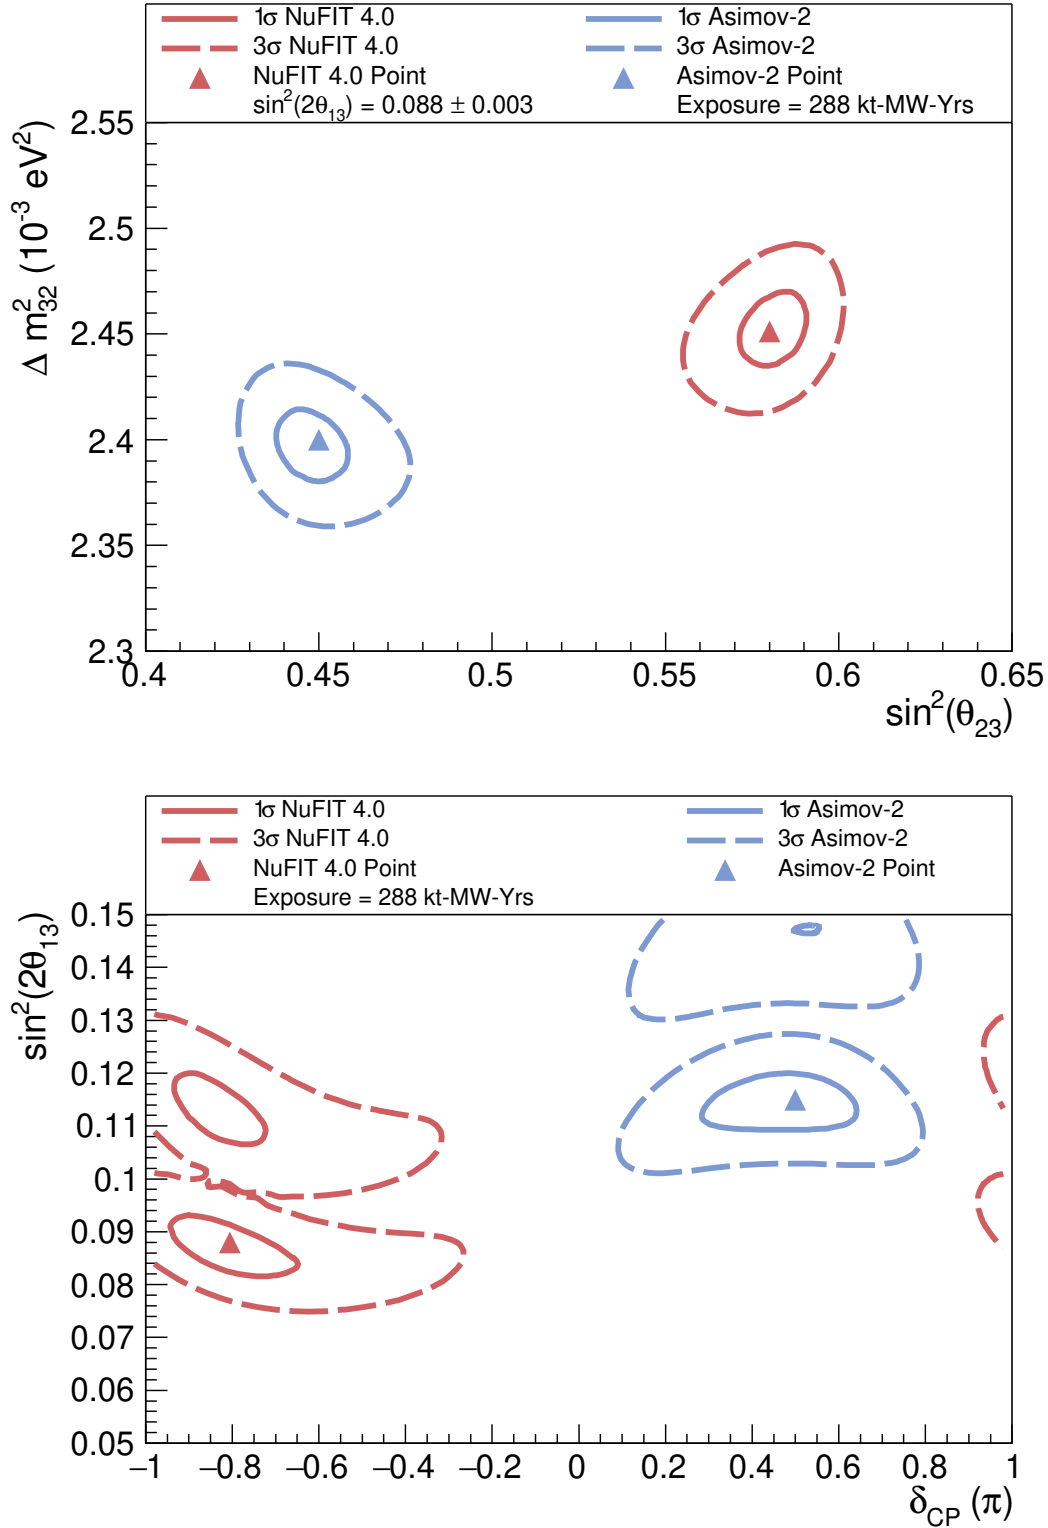 1σ NuFIT 4.0 1σ Asimov-2
3σ NuFIT 4.0 3σ Asimov-2
NuFIT 4.0 Point Asimov-2 Point
sin²(2θ₁₃) = 0.088 ± 0.003 Exposure = 288 kt-MW-Yrs
2.55
2.5
2.45
2.4
2.35
2.3
Δ m²₃₂ (10⁻³ eV²)
0.4 0.45 0.5 0.55 0.6 0.65
sin²(θ₂₃)
1σ NuFIT 4.0 1σ Asimov-2
3σ NuFIT 4.0 3σ Asimov-2
NuFIT 4.0 Point Asimov-2 Point
Exposure = 288 kt-MW-Yrs
0.15
0.14
0.13
0.12
0.11
0.1
0.09
0.08
0.07
0.06
0.05
sin²(2θ₁₃)
−1 −0.8 −0.6 −0.4 −0.2 0 0.2 0.4 0.6 0.8 1
δ_CP (π)